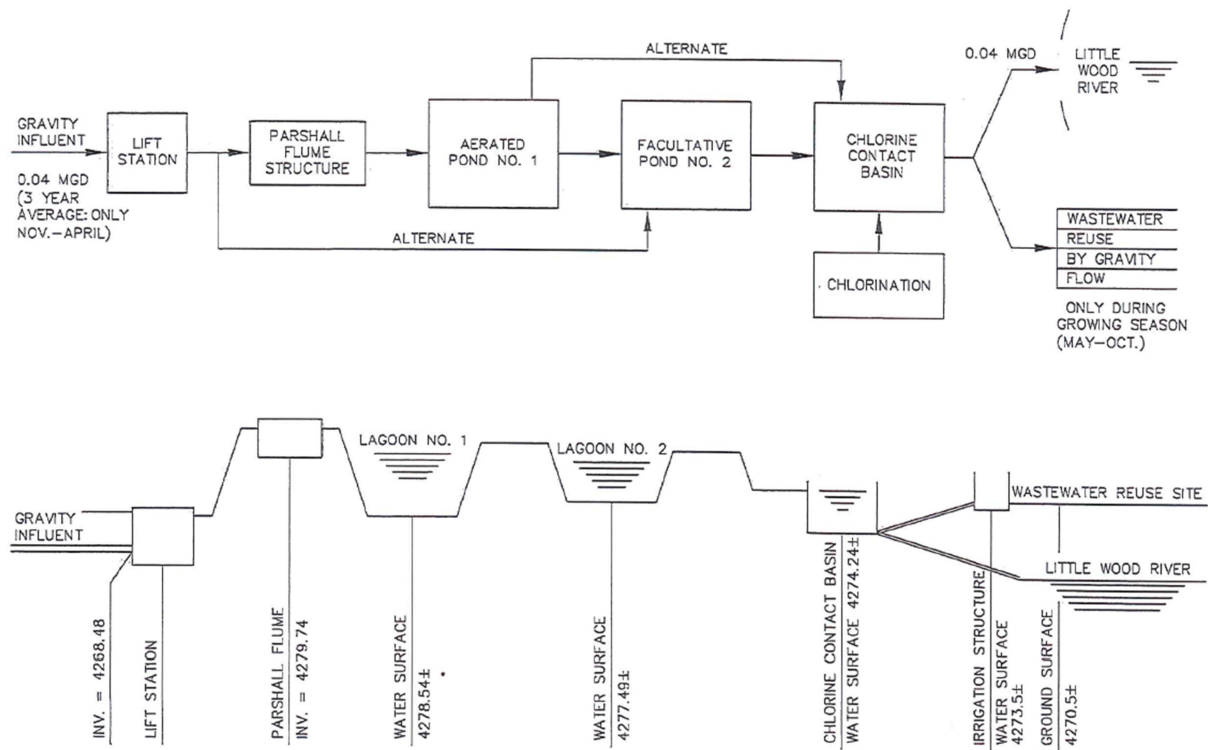 GRAVITY
INFLUENT
0.04 MGD
(3 YEAR
AVERAGE: ONLY
NOV.-APRIL)
LIFT
STATION
PARSHALL
FLUME
STRUCTURE
AERATED
POND NO. 1
FACULTATIVE
POND NO. 2
CHLORINE
CONTACT
BASIN
ALTERNATE
ALTERNATE
CHLORINATION
0.04 MGD
LITTLE
WOOD
RIVER
WASTEWATER
REUSE
BY GRAVITY
FLOW
ONLY DURING
GROWING SEASON
(MAY-OCT.)
GRAVITY
INFLUENT
LAGOON NO. 1
LAGOON NO. 2
WASTEWATER REUSE SITE
LITTLE WOOD RIVER
INV. = 4268.48
LIFT STATION
PARSHALL FLUME
INV. = 4279.74
WATER SURFACE
4278.54±
WATER SURFACE
4277.49±
CHLORINE CONTACT BASIN
WATER SURFACE 4274.24±
IRRIGATION STRUCTURE
WATER SURFACE
4273.5±
GROUND SURFACE
4270.5±